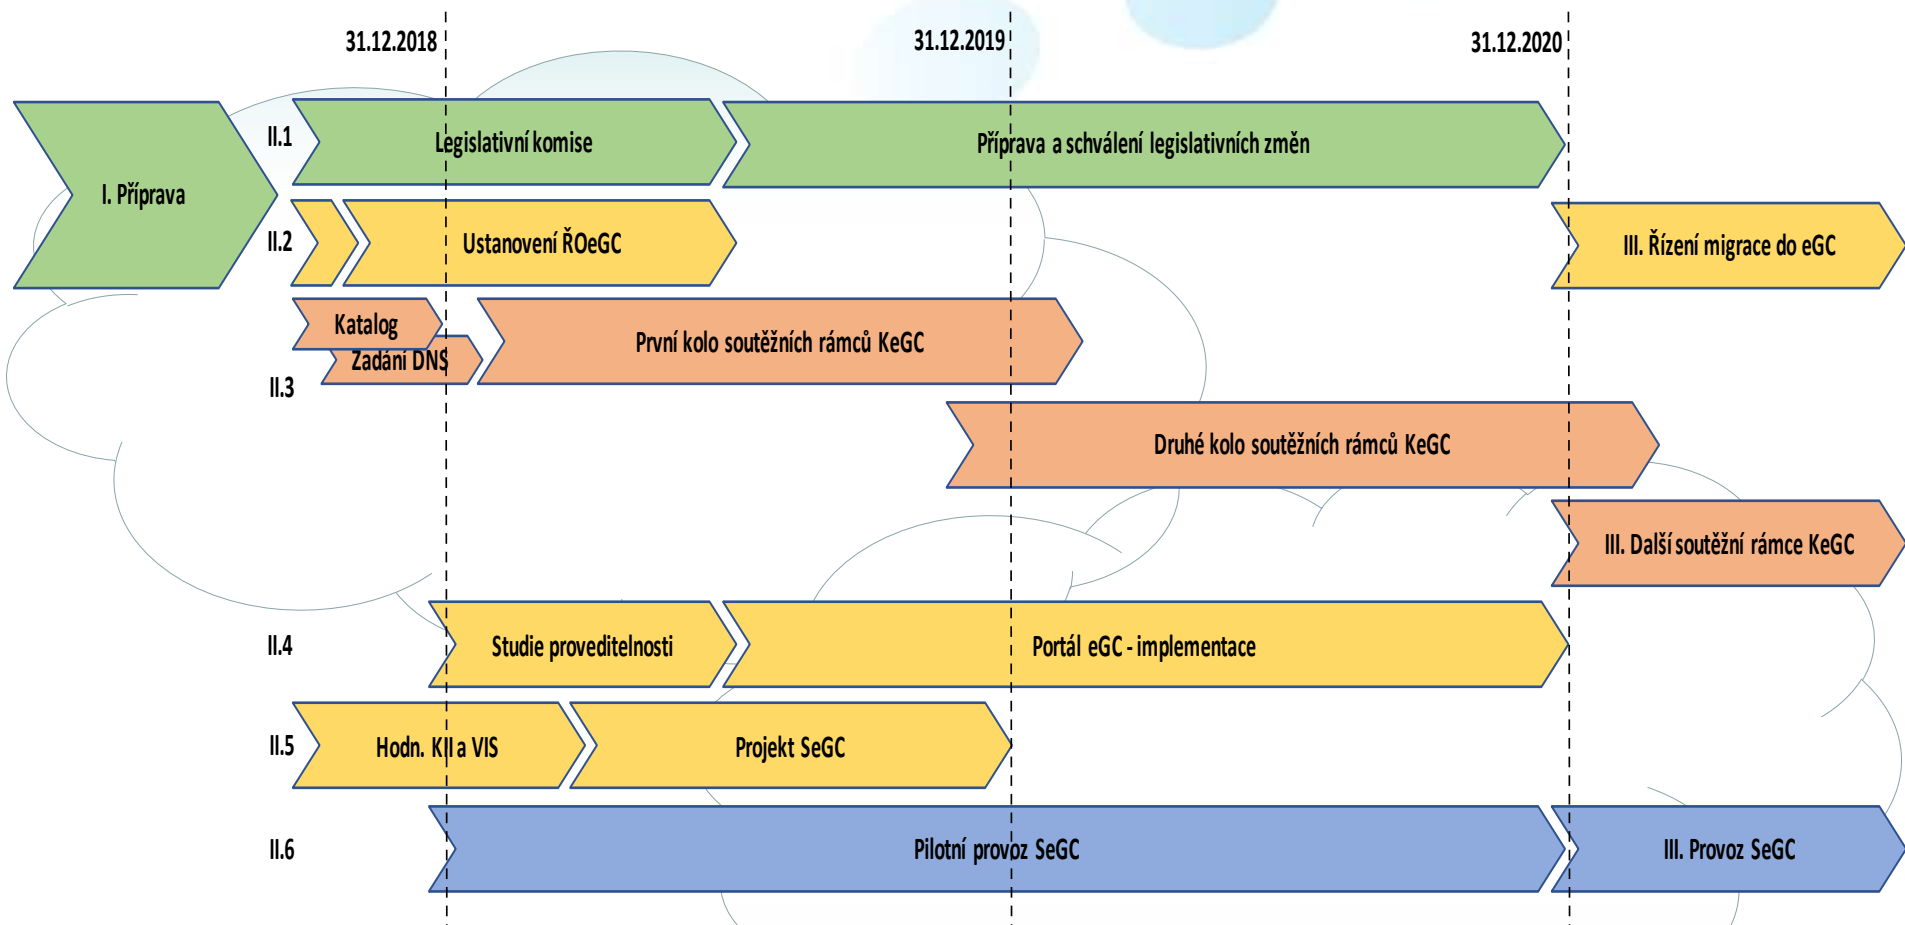 31.12.2018
31.12.2019
31.12.2020
I. Příprava
II.1
Legislativní komise
Příprava a schválení legislativních změn
II.2
Ustanovení ŘOeGC
III. Řízení migrace do eGC
Katalog
Zadání DNS
První kolo soutěžních rámců KeGC
II.3
Druhé kolo soutěžních rámců KeGC
III. Další soutěžní rámce KeGC
II.4
Studie proveditelnosti
Portál eGC - implementace
II.5
Hodn. KII a VIS
Projekt SeGC
II.6
Pilotní provoz SeGC
III. Provoz SeGC